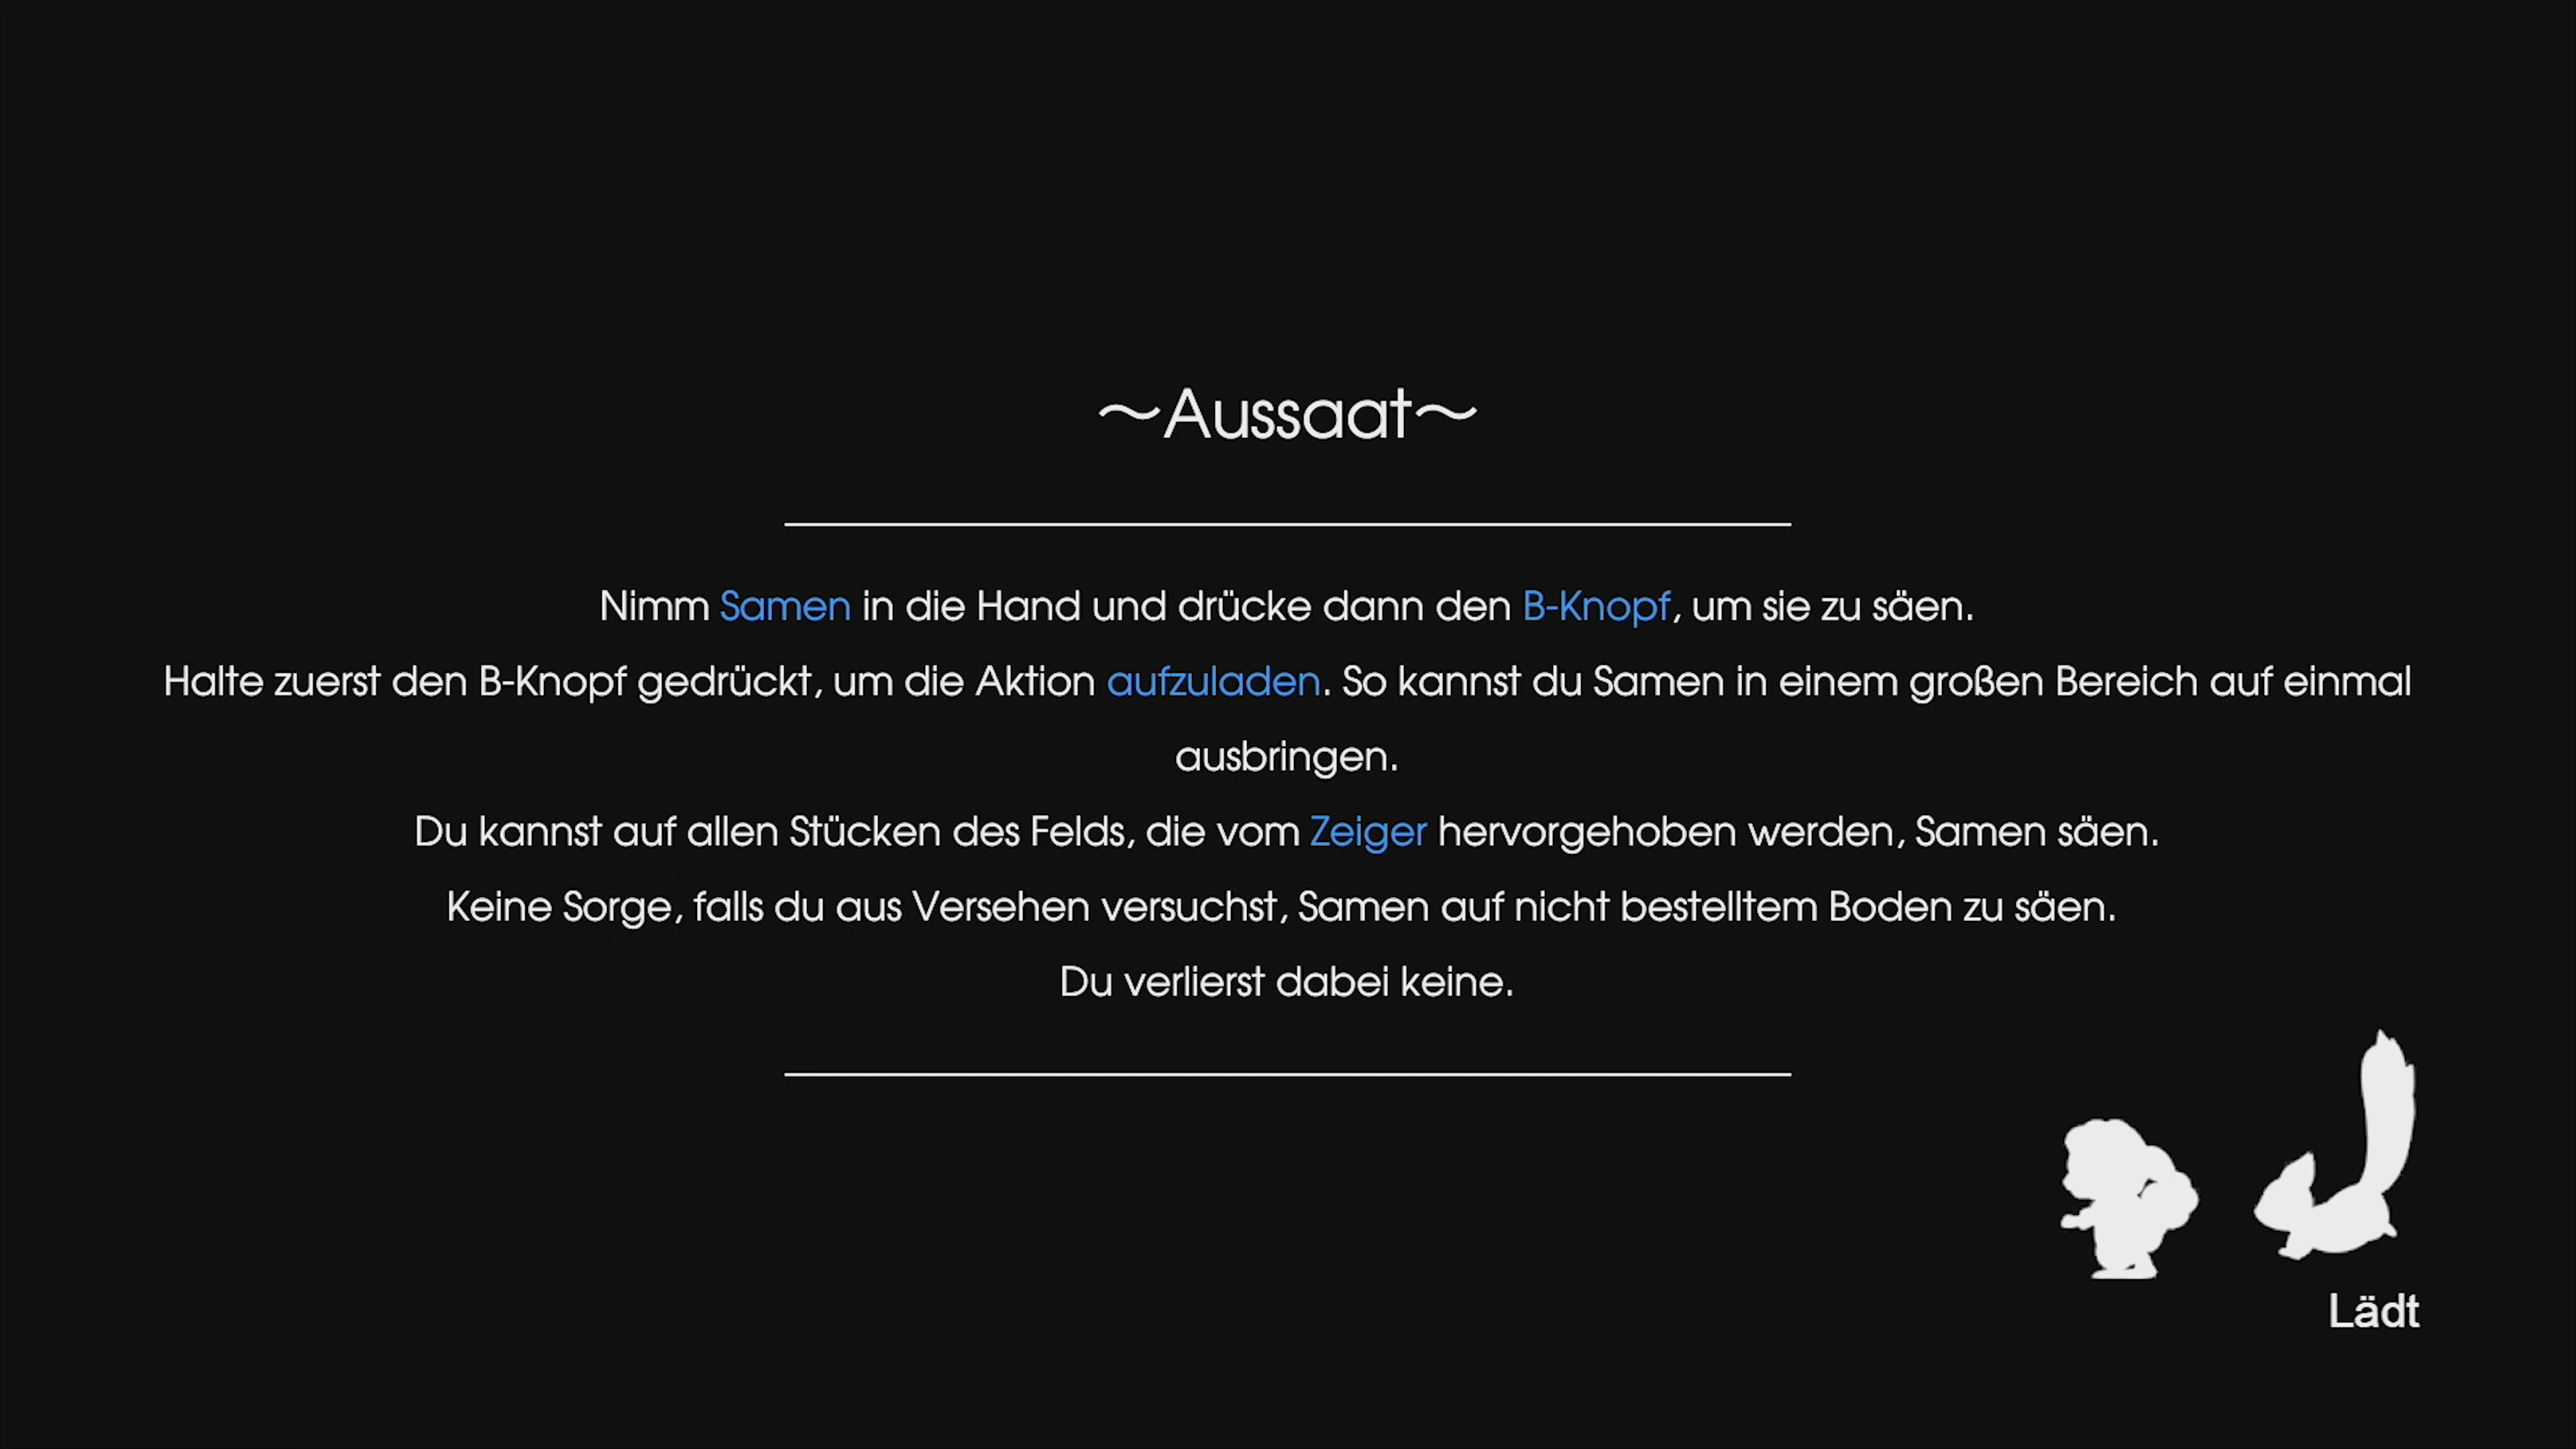 ～Aussaat～
Nimm Samen in die Hand und drücke dann den B-Knopf, um sie zu säen.
Halte zuerst den B-Knopf gedrückt, um die Aktion aufzuladen. So kannst du Samen in einem großen Bereich auf einmal
ausbringen.
Du kannst auf allen Stücken des Felds, die vom Zeiger hervorgehoben werden, Samen säen.
Keine Sorge, falls du aus Versehen versuchst, Samen auf nicht bestelltem Boden zu säen.
Du verlierst dabei keine.
Lädt